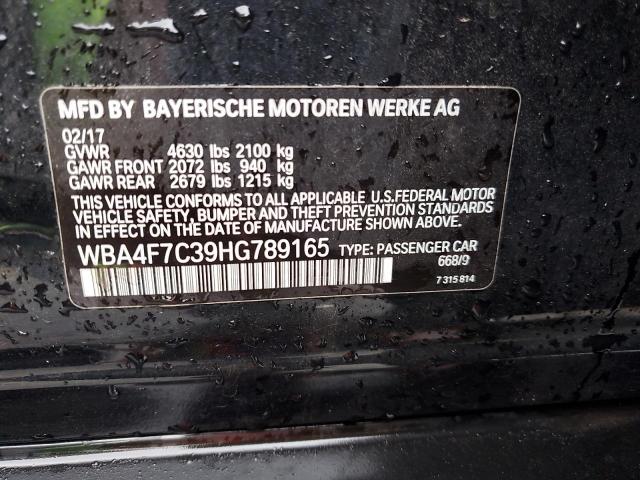 MFD BY BAYERISCHE MOTOREN WERKE AG
02/17
GVWR 4630 lbs 2100 kg
GAWR FRONT 2072 lbs 940 kg
GAWR REAR 2679 lbs 1215 kg
THIS VEHICLE CONFORMS TO ALL APPLICABLE U.S.FEDERAL MOTOR
VEHICLE SAFETY, BUMPER AND THEFT PREVENTION STANDARDS
IN EFFECT ON THE DATE OF MANUFACTURE SHOWN ABOVE.
WBA4F7C39HG789165 TYPE: PASSENGER CAR
668/9
7 315 814